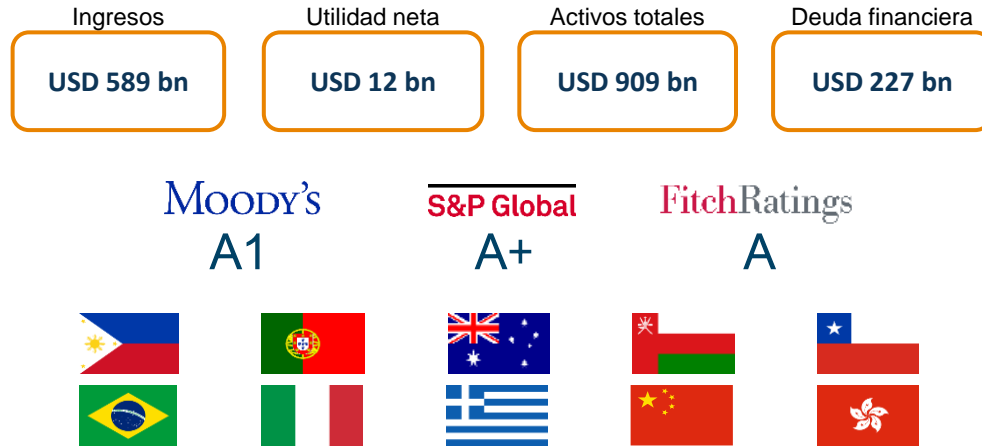 Ingresos
Utilidad neta
Activos totales
Deuda financiera
USD 589 bn
USD 12 bn
USD 909 bn
USD 227 bn
MOODY'S
S&P Global
FitchRatings
A1
A+
A